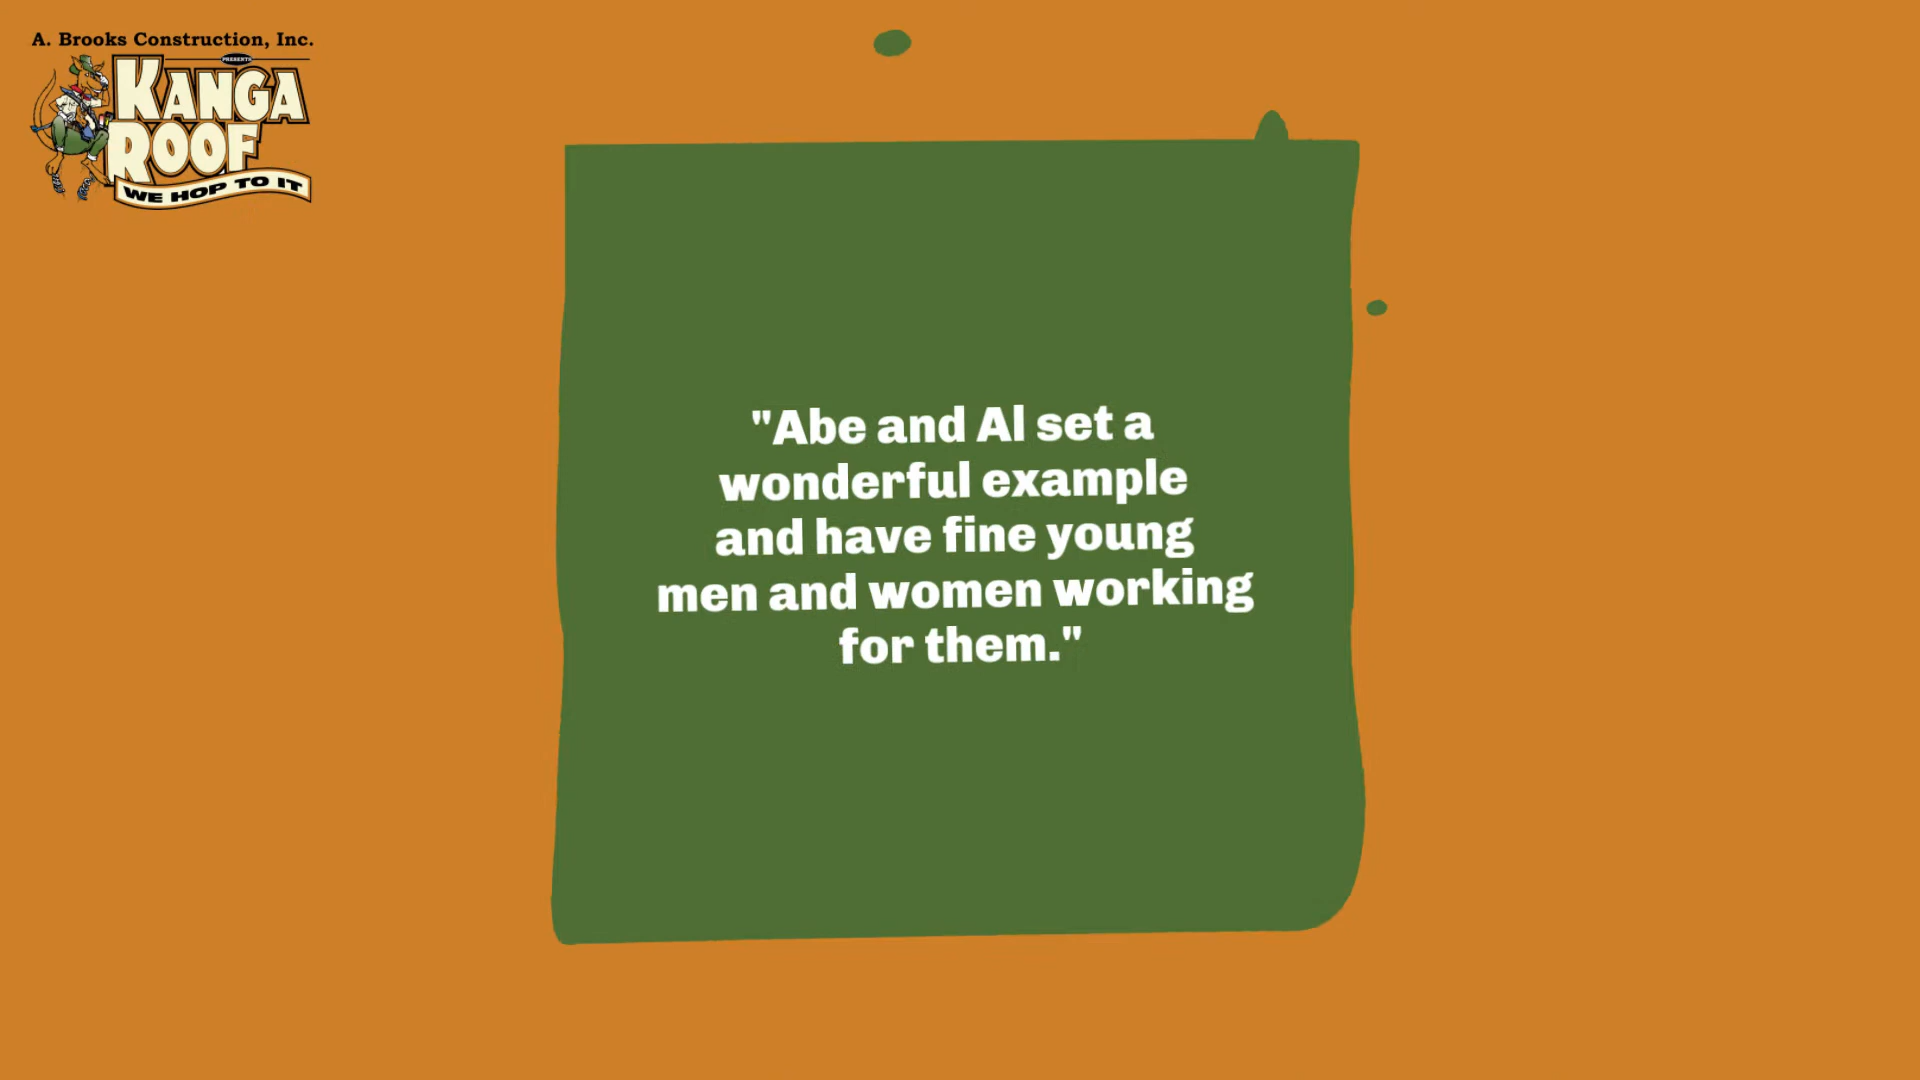 A. Brooks Construction, Inc.
PRESENTS
KANGA
ROOF
WE HOP TO IT
"Abe and Al set a
wonderful example
and have fine young
men and women working
for them."